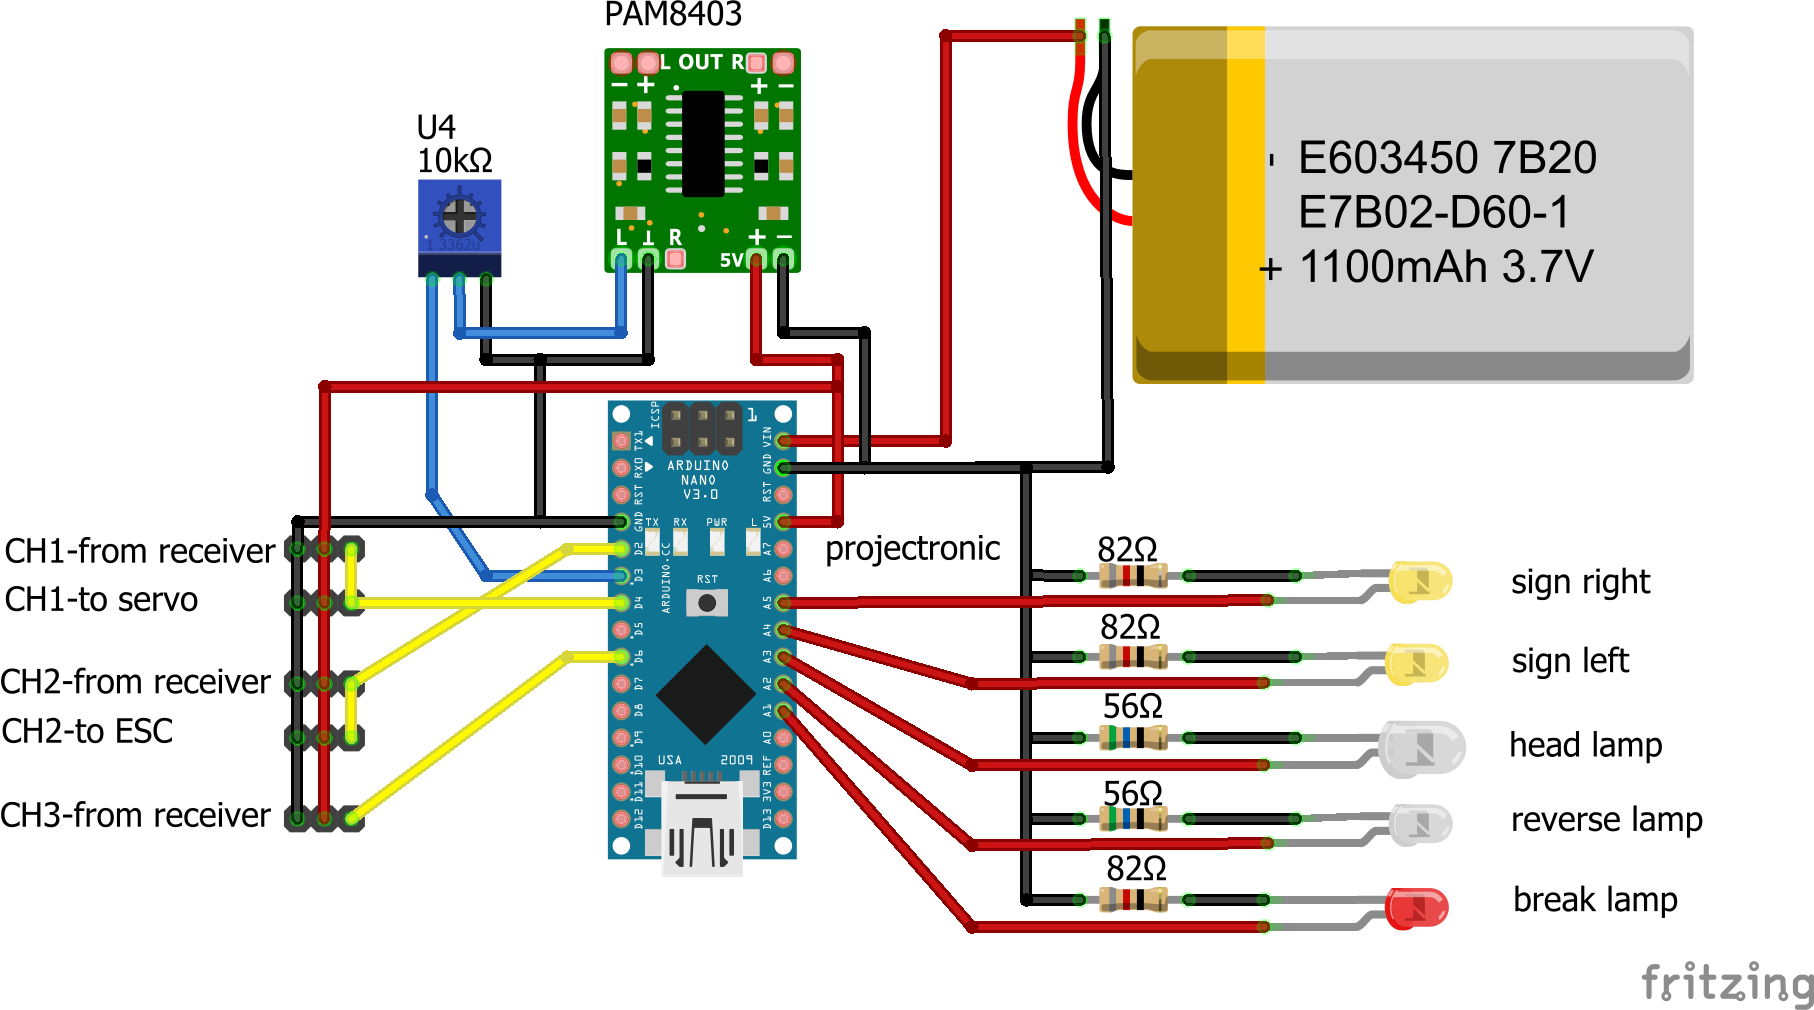 PAM8403
L OUT R
− + + −
U4
10kΩ
1 3362u
L ⊥ R + −
5V
- E603450 7B20
E7B02-D60-1
+ 1100mAh 3.7V
ICSP
1
TX1
RX0
RST
GND
D2
D3
D4
D5
D6
D7
D8
D9
D10
D11
D12
ARDUINO
NANO
V3.0
TX RX PWR L
ARDUINO.CC
RST
USA 2009
VIN
GND
RST
5V
A7
A6
A5
A4
A3
A2
A1
A0
REF
3V3
D13
projectronic
CH1-from receiver
CH1-to servo
CH2-from receiver
CH2-to ESC
CH3-from receiver
82Ω
sign right
82Ω
sign left
56Ω
head lamp
56Ω
reverse lamp
82Ω
break lamp
fritzing